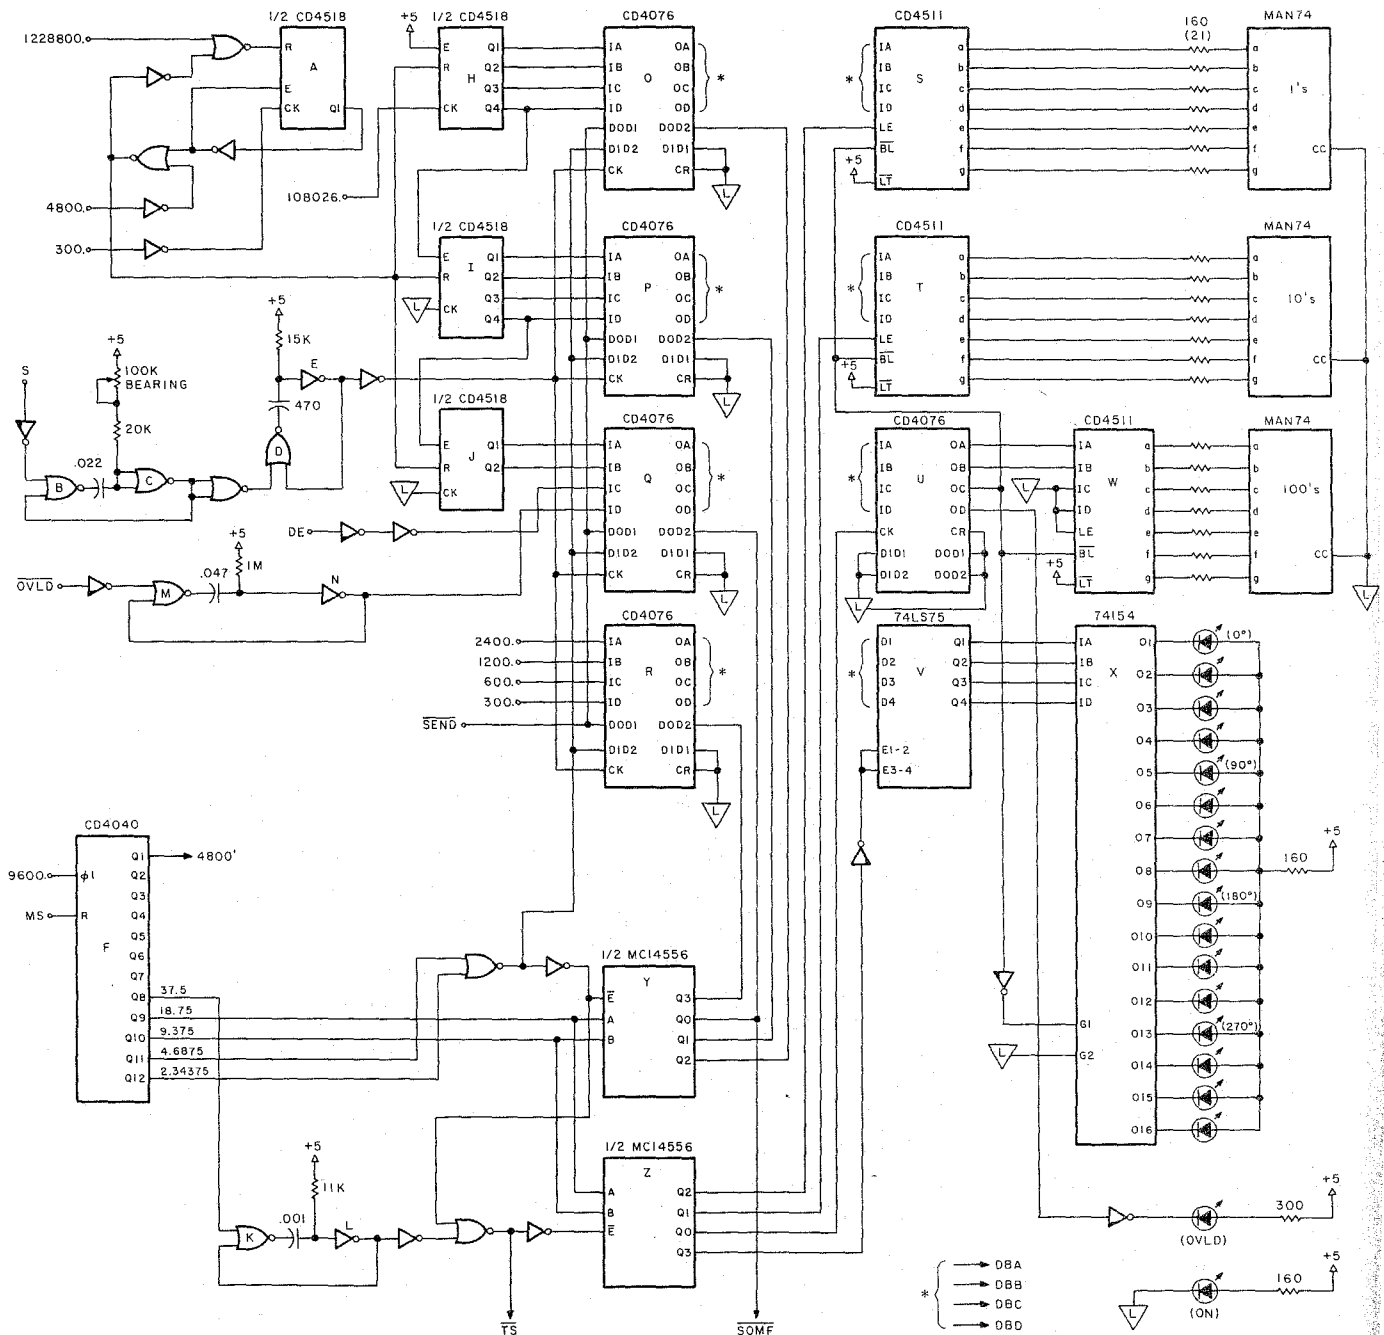 1/2 CD4518
1228800.
R
A
E
CK
Q1
4800.
300.
+5
1/2 CD4518
E
Q1
R
H
Q2
Q3
CK
Q4
108026.
CD4076
IA
OA
IB
OB
O
IC
OC
ID
OD
*
DOD1
DOD2
DID2
DID1
CK
CR
L
1/2 CD4518
E
Q1
I
R
Q2
Q3
CK
Q4
L
CD4076
IA
OA
IB
OB
P
IC
OC
ID
OD
*
DOD1
DOD2
DID2
DID1
CK
CR
L
1/2 CD4518
E
Q1
J
R
Q2
CK
L
CD4076
IA
OA
IB
OB
Q
IC
OC
ID
OD
*
DOD1
DOD2
DID2
DID1
CK
CR
L
CD4076
2400.
IA
OA
1200.
IB
OB
R
600.
IC
OC
300.
ID
OD
*
SEND
DOD1
DOD2
DID2
DID1
CK
CR
L
S
+5
100K
BEARING
20K
.022
B
C
+5
15K
E
470
D
DE
OVLD
M
.047
+5
1M
N
CD4040
9600.
ϕ1
MS
R
F
Q1
4800'
Q2
Q3
Q4
Q5
Q6
Q7
Q8
37.5
Q9
18.75
Q10
9.375
Q11
4.6875
Q12
2.34375
K
.001
+5
11K
L
TS
1/2 MC14556
Y
E
Q3
A
Q0
B
Q1
Q2
1/2 MC14556
Z
A
Q2
B
Q1
E
Q0
Q3
SOMF
CD4511
*
IA
a
IB
b
S
IC
c
ID
d
LE
e
BL
f
+5
LT
g
160
(21)
MAN74
a
b
c
d
e
f
g
1's
CC
CD4511
*
IA
a
IB
b
T
IC
c
ID
d
LE
e
BL
f
+5
LT
g
MAN74
a
b
c
d
e
f
g
10's
CC
CD4076
*
IA
OA
IB
OB
U
IC
OC
ID
OD
CK
CR
DID1
DOD1
DID2
DOD2
L
L
CD4511
IA
a
IB
b
W
IC
c
ID
d
LE
e
BL
f
+5
LT
g
MAN74
a
b
c
d
e
f
g
100's
CC
L
74LS75
*
D1
Q1
D2
Q2
V
D3
Q3
D4
Q4
E1-2
E3-4
74154
IA
IB
IC
ID
X
G1
G2
L
O1
(0°)
O2
O3
O4
O5
(90°)
O6
O7
O8
160
+5
O9
(180°)
O10
O11
O12
O13
(270°)
O14
O15
O16
(OVLD)
300
+5
L
(ON)
160
+5
*
DBA
DBB
DBC
DBD